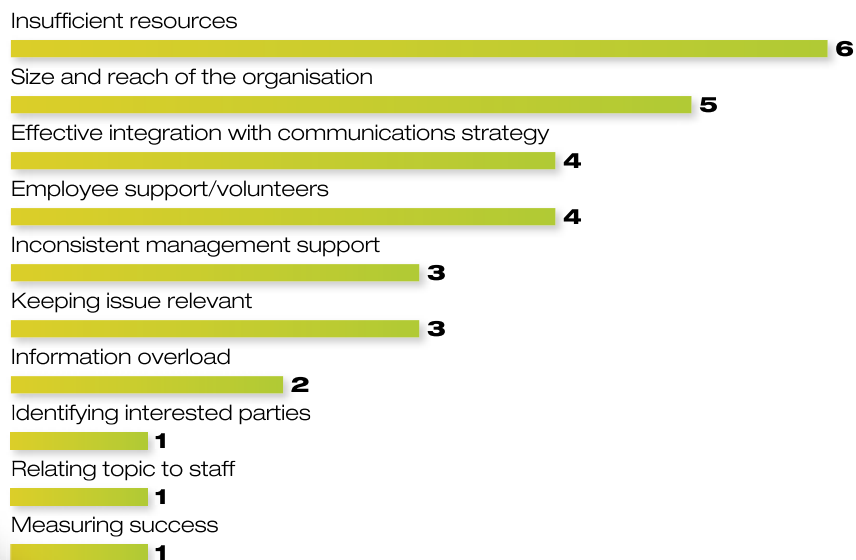 Insufficient resources
6
Size and reach of the organisation
5
Effective integration with communications strategy
4
Employee support/volunteers
4
Inconsistent management support
3
Keeping issue relevant
3
Information overload
2
Identifying interested parties
1
Relating topic to staff
1
Measuring success
1